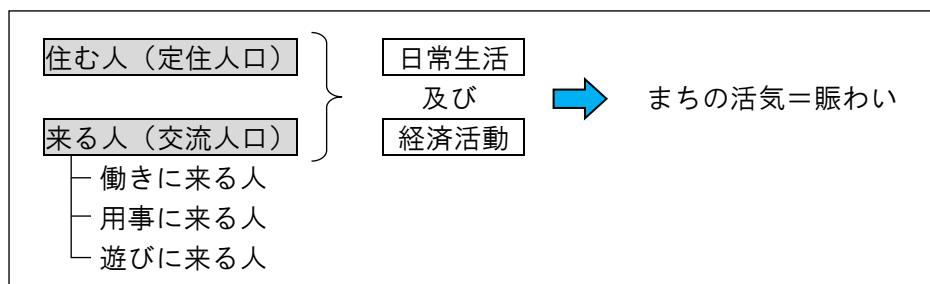 住む人（定住人口）
来る人（交流人口）
働きに来る人
用事に来る人
遊びに来る人
日常生活
及び
経済活動
まちの活気＝賑わい